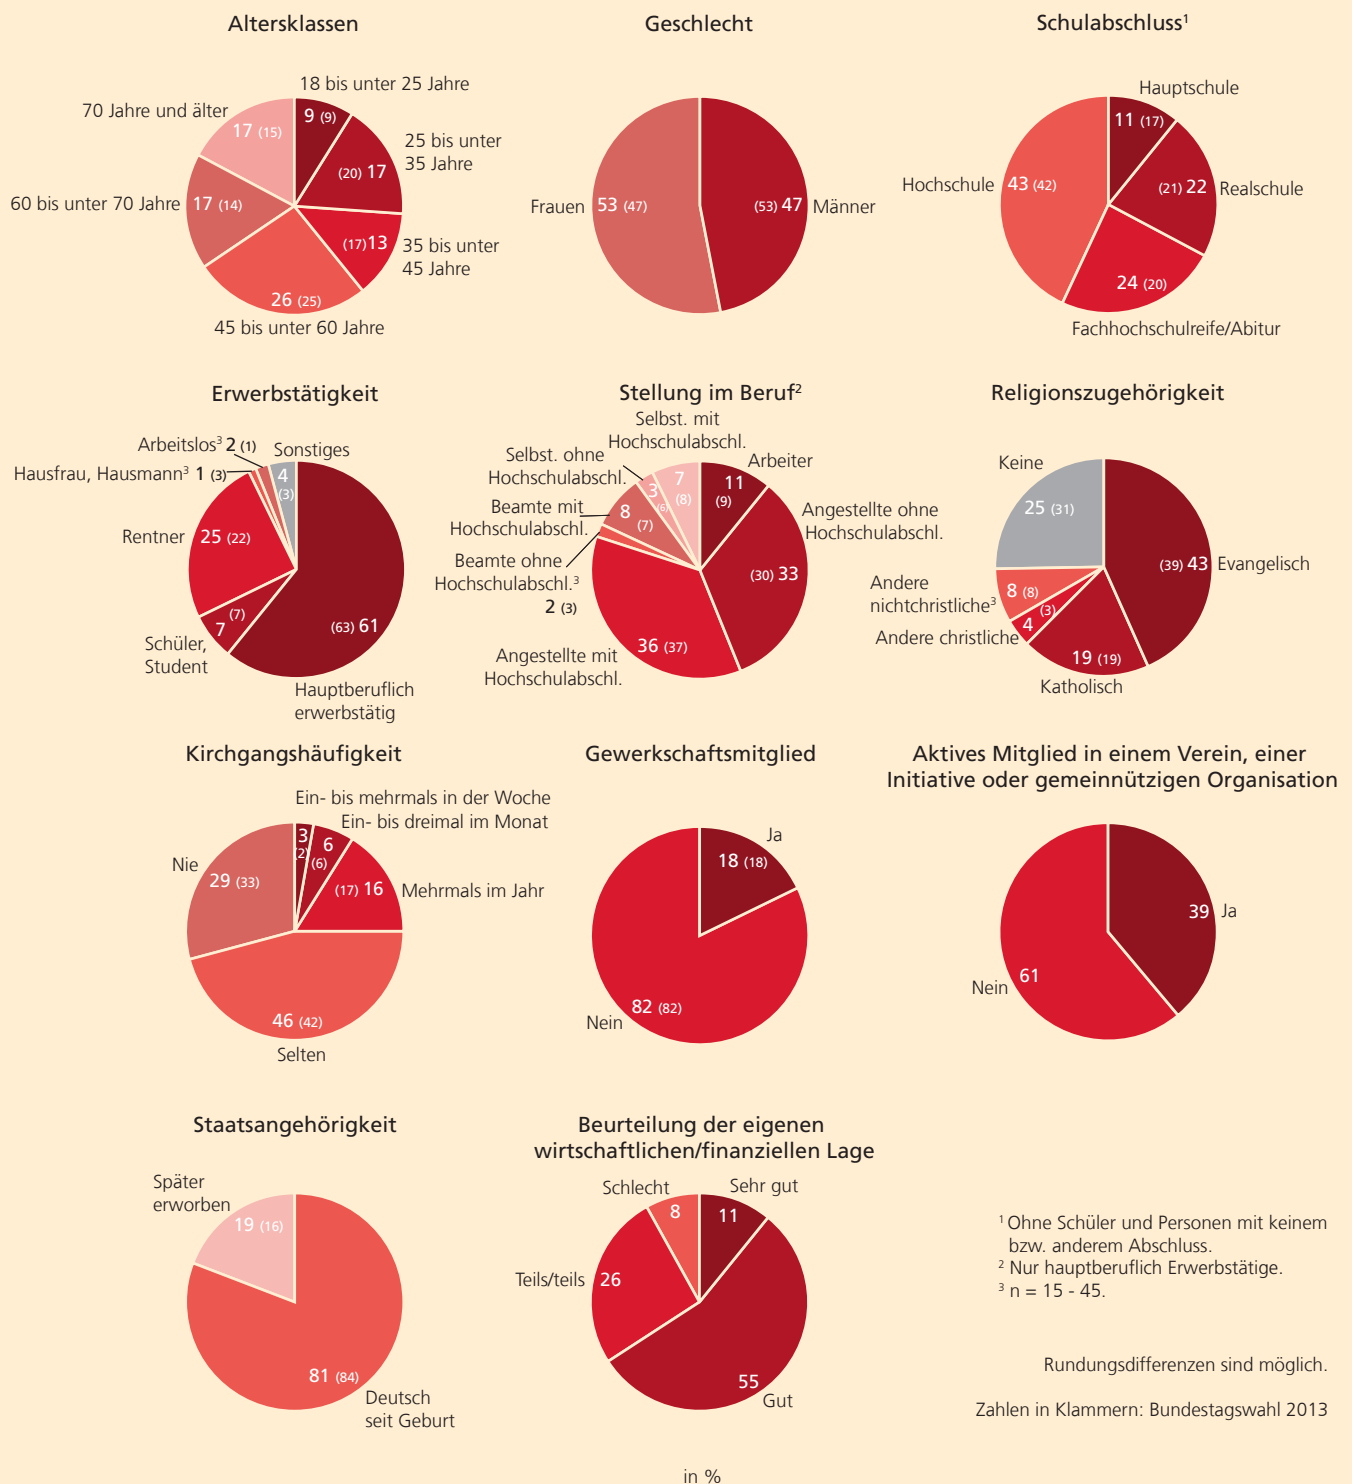 Altersklassen
18 bis unter 25 Jahre
9 (9)
25 bis unter
35 Jahre
(20) 17
35 bis unter
45 Jahre
(17) 13
26 (25)
45 bis unter 60 Jahre
60 bis unter 70 Jahre
17 (14)
70 Jahre und älter
17 (15)
Geschlecht
Frauen
53 (47)
(53) 47
Männer
Schulabschluss¹
Hauptschule
11 (17)
(21) 22
Realschule
24 (20)
Fachhochschulreife/Abitur
Hochschule
43 (42)
Erwerbstätigkeit
Arbeitslos³ 2 (1)
Sonstiges
4
(3)
Hausfrau, Hausmann³ 1 (3)
Rentner
25 (22)
7
(7)
Schüler,
Student
(63) 61
Hauptberuflich
erwerbstätig
Stellung im Beruf²
Selbst. mit
Hochschulabschl.
7
(8)
Selbst. ohne
Hochschulabschl.
3
(6)
Beamte mit
Hochschulabschl.
8
(7)
Beamte ohne
Hochschulabschl.³
2 (3)
Arbeiter
11
(9)
Angestellte ohne
Hochschulabschl.
(30) 33
36 (37)
Angestellte mit
Hochschulabschl.
Religionszugehörigkeit
Keine
25 (31)
(39) 43
Evangelisch
Andere
nichtchristliche³
8 (8)
Andere christliche
4
(3)
19 (19)
Katholisch
Kirchgangshäufigkeit
Ein- bis mehrmals in der Woche
Ein- bis dreimal im Monat
3
(2)
6
(6)
Nie
29 (33)
(17) 16
Mehrmals im Jahr
46 (42)
Selten
Gewerkschaftsmitglied
Ja
18 (18)
82 (82)
Nein
Aktives Mitglied in einem Verein, einer
Initiative oder gemeinnützigen Organisation
39
Ja
61
Nein
Staatsangehörigkeit
Später
erworben
19 (16)
81 (84)
Deutsch
seit Geburt
Beurteilung der eigenen
wirtschaftlichen/finanziellen Lage
Schlecht
8
Sehr gut
11
Teils/teils
26
55
Gut
¹ Ohne Schüler und Personen mit keinem
bzw. anderem Abschluss.
² Nur hauptberuflich Erwerbstätige.
³ n = 15 - 45.
Rundungsdifferenzen sind möglich.
Zahlen in Klammern: Bundestagswahl 2013
in %